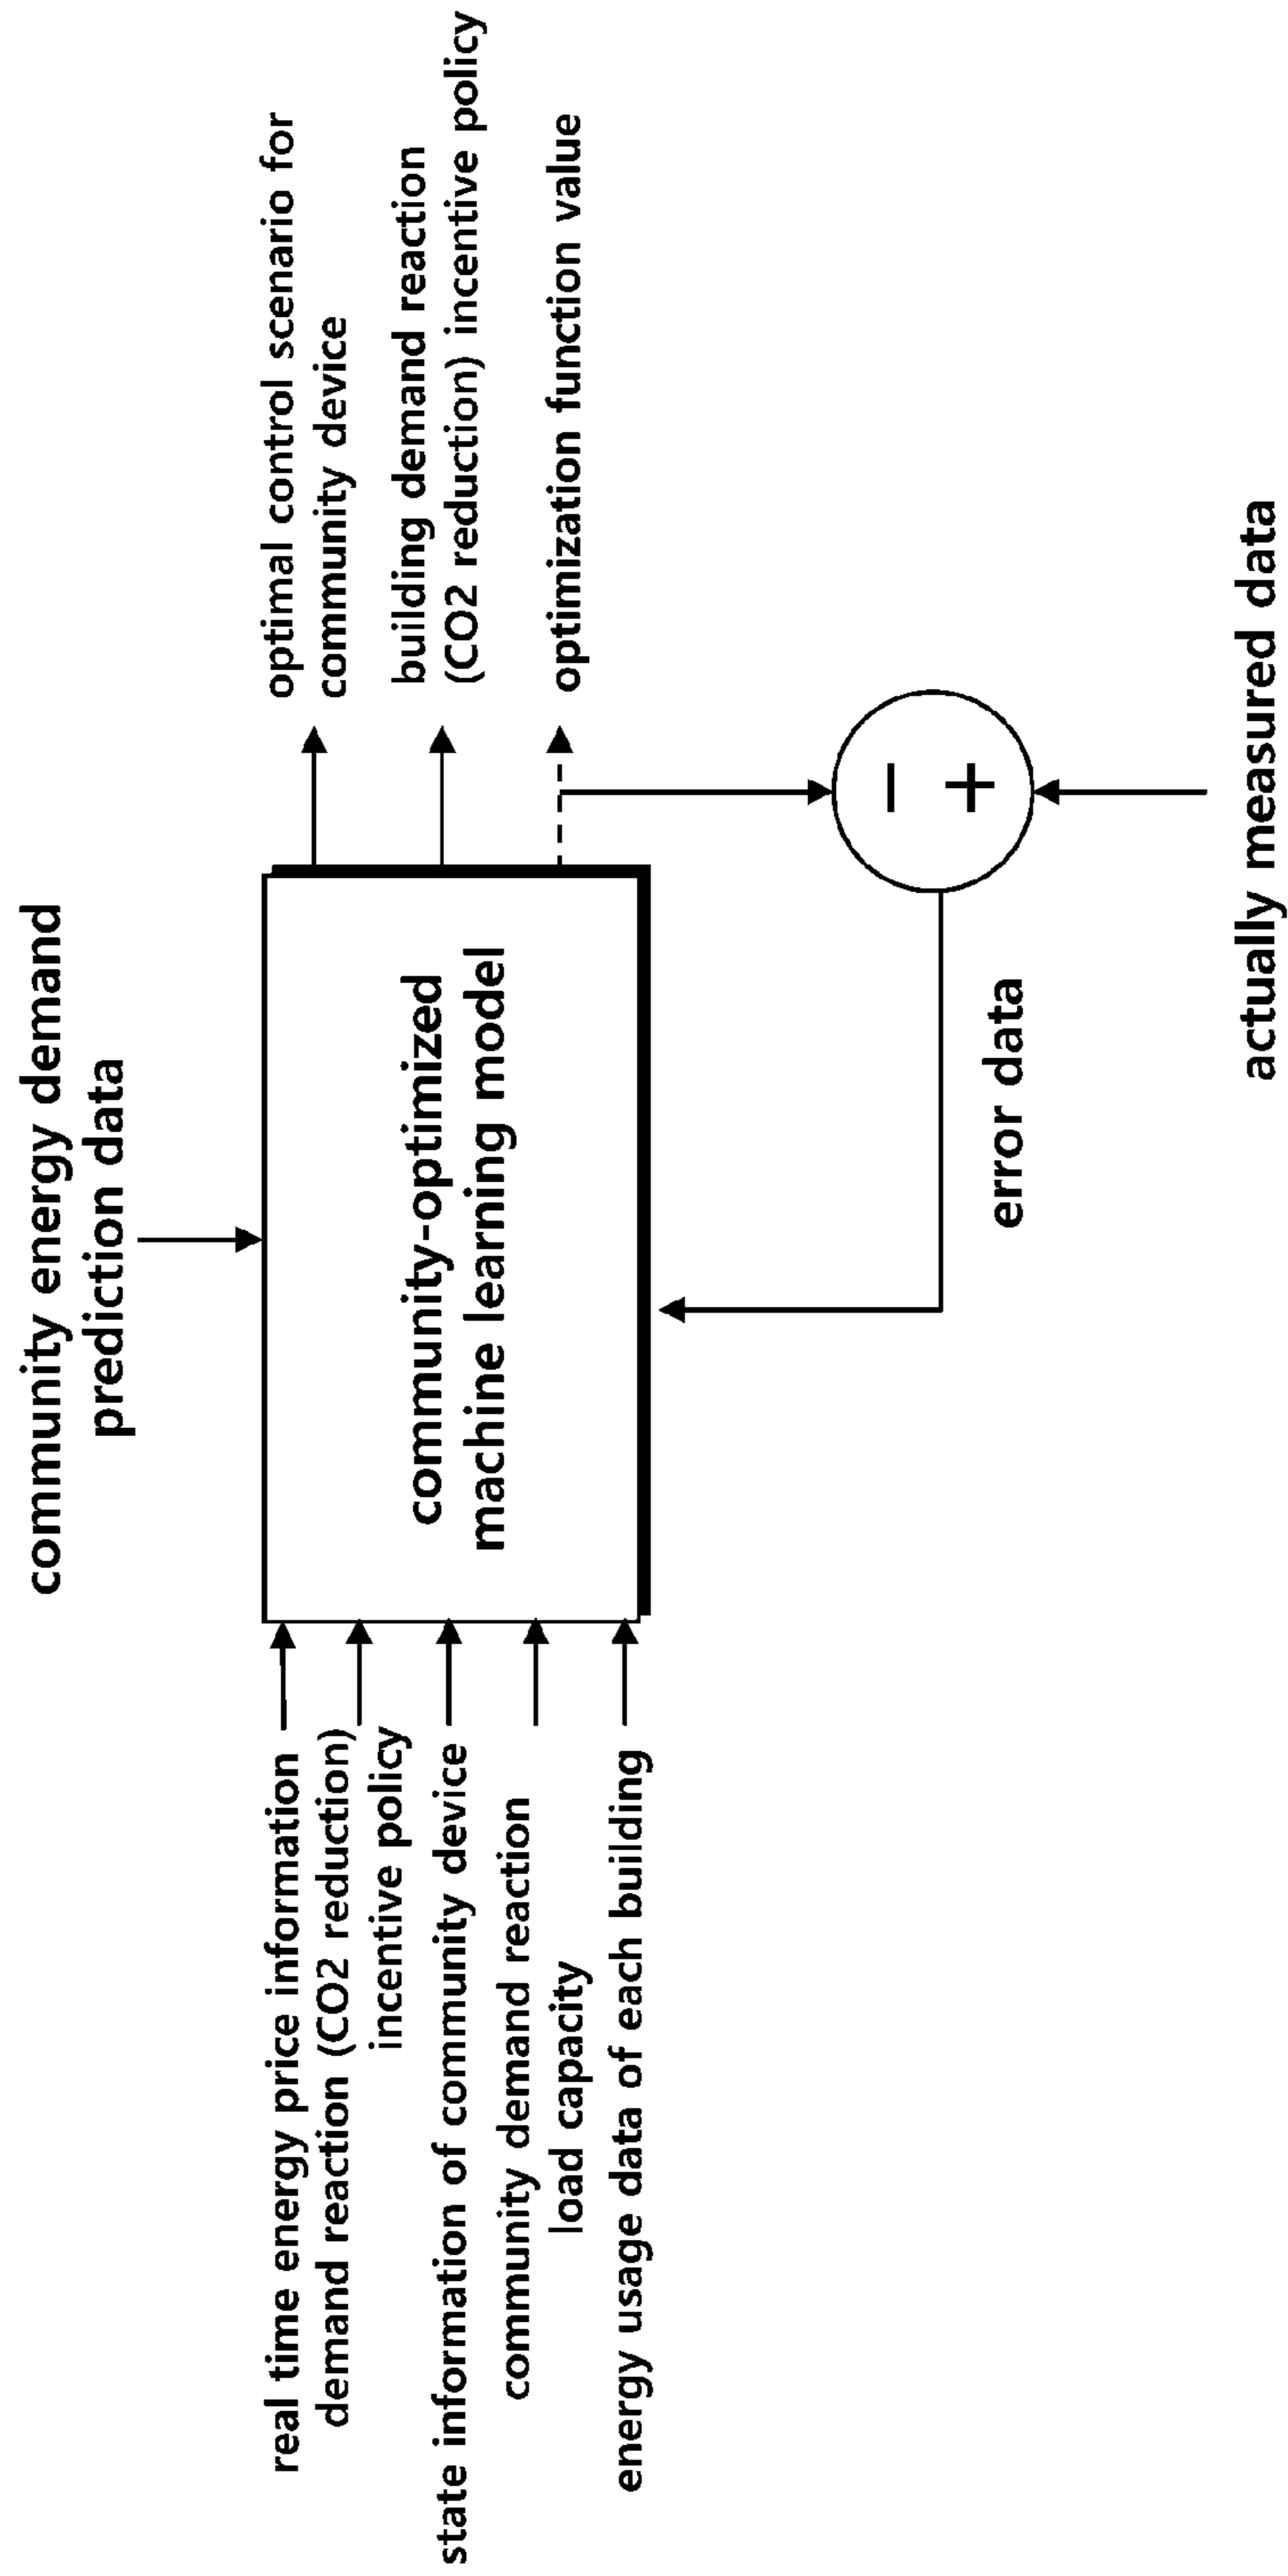 community energy demand
prediction data
real time energy price information
demand reaction (CO2 reduction)
incentive policy
state information of community device
community demand reaction
load capacity
energy usage data of each building
community-optimized
machine learning model
optimal control scenario for
community device
building demand reaction
(CO2 reduction) incentive policy
optimization function value
−
+
error data
actually measured data